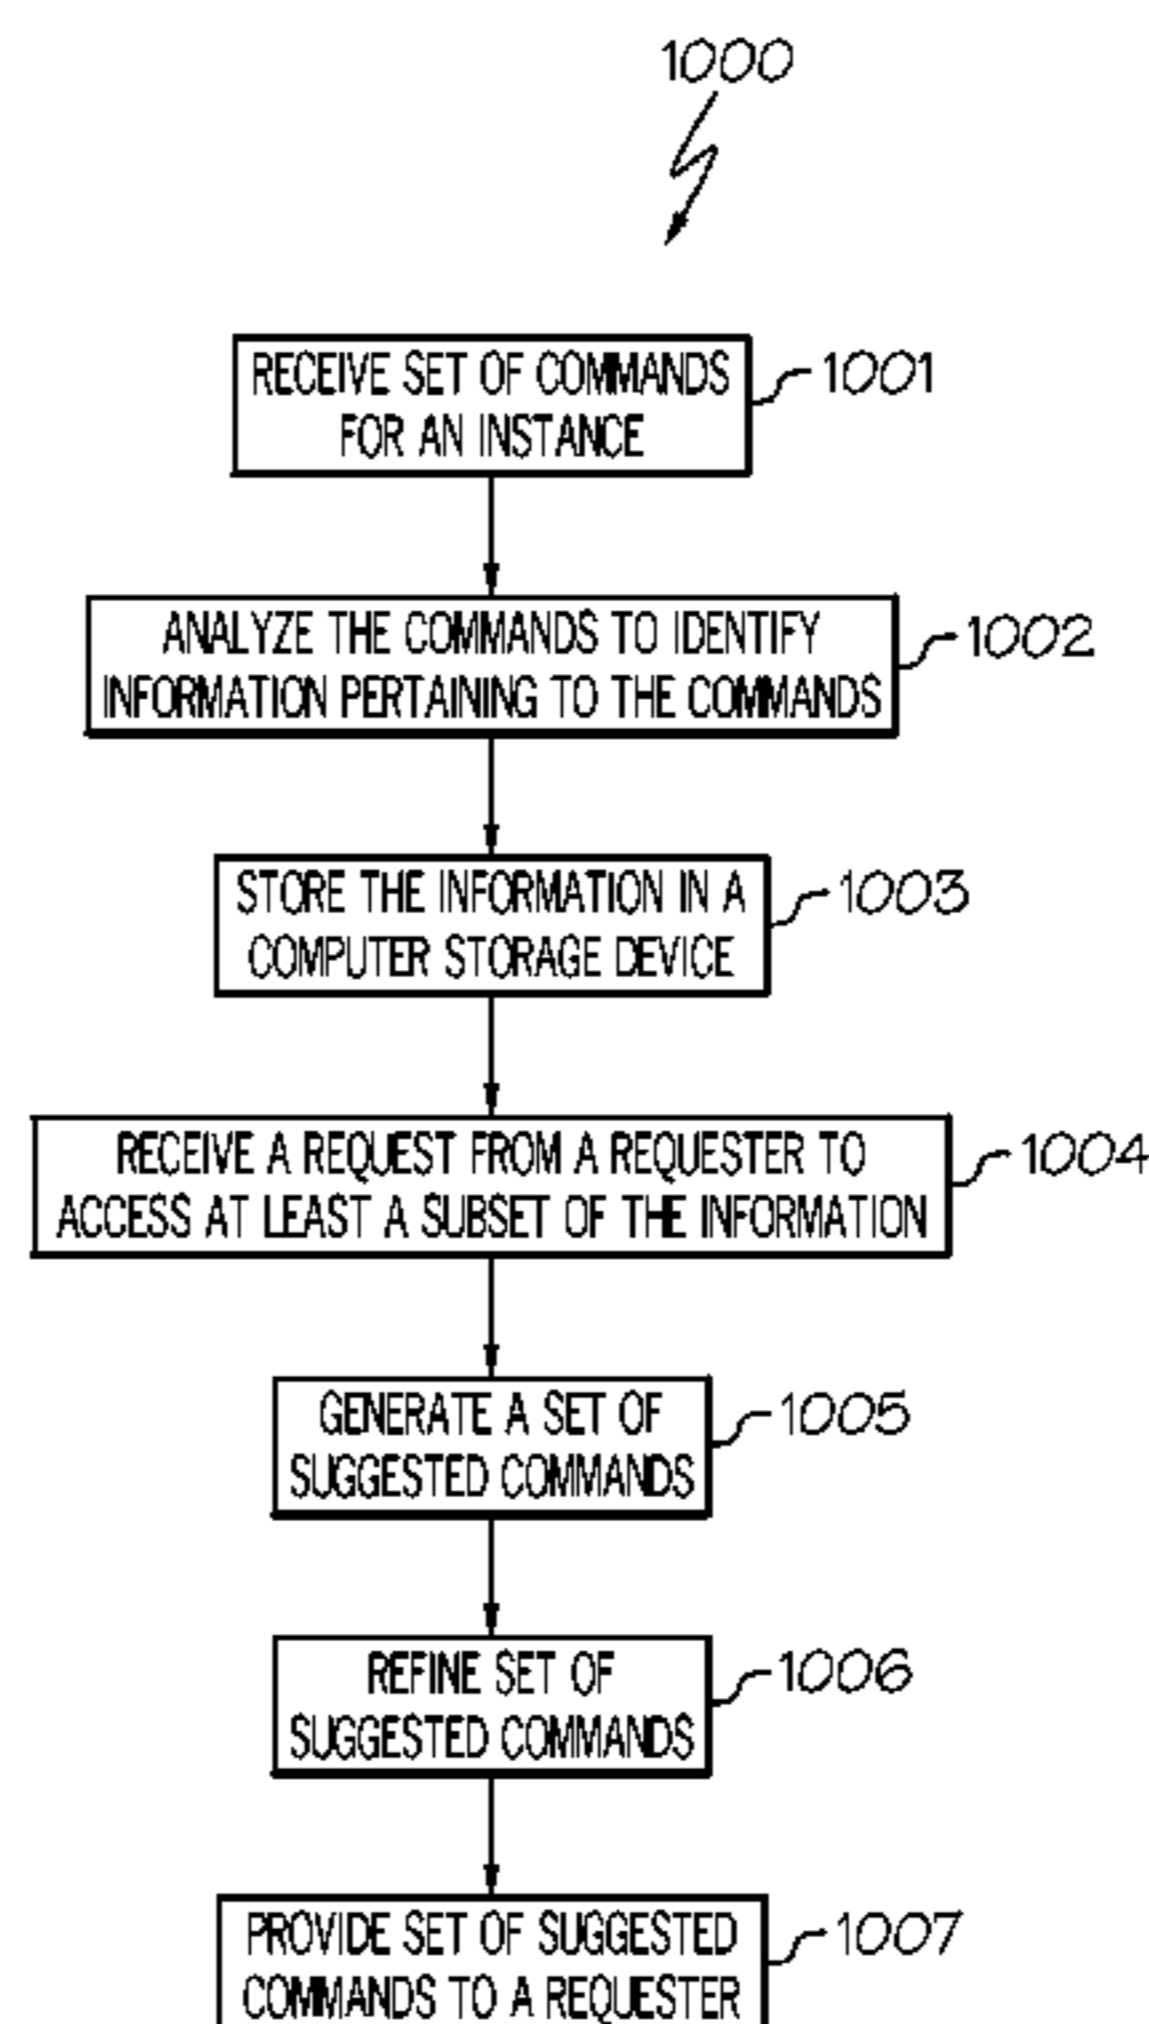 1000
RECEIVE SET OF COMMANDS
FOR AN INSTANCE
1001
ANALYZE THE COMMANDS TO IDENTIFY
INFORMATION PERTAINING TO THE COMMANDS
1002
STORE THE INFORMATION IN A
COMPUTER STORAGE DEVICE
1003
RECEIVE A REQUEST FROM A REQUESTER TO
ACCESS AT LEAST A SUBSET OF THE INFORMATION
1004
GENERATE A SET OF
SUGGESTED COMMANDS
1005
REFINE SET OF
SUGGESTED COMMANDS
1006
PROVIDE SET OF SUGGESTED
COMMANDS TO A REQUESTER
1007